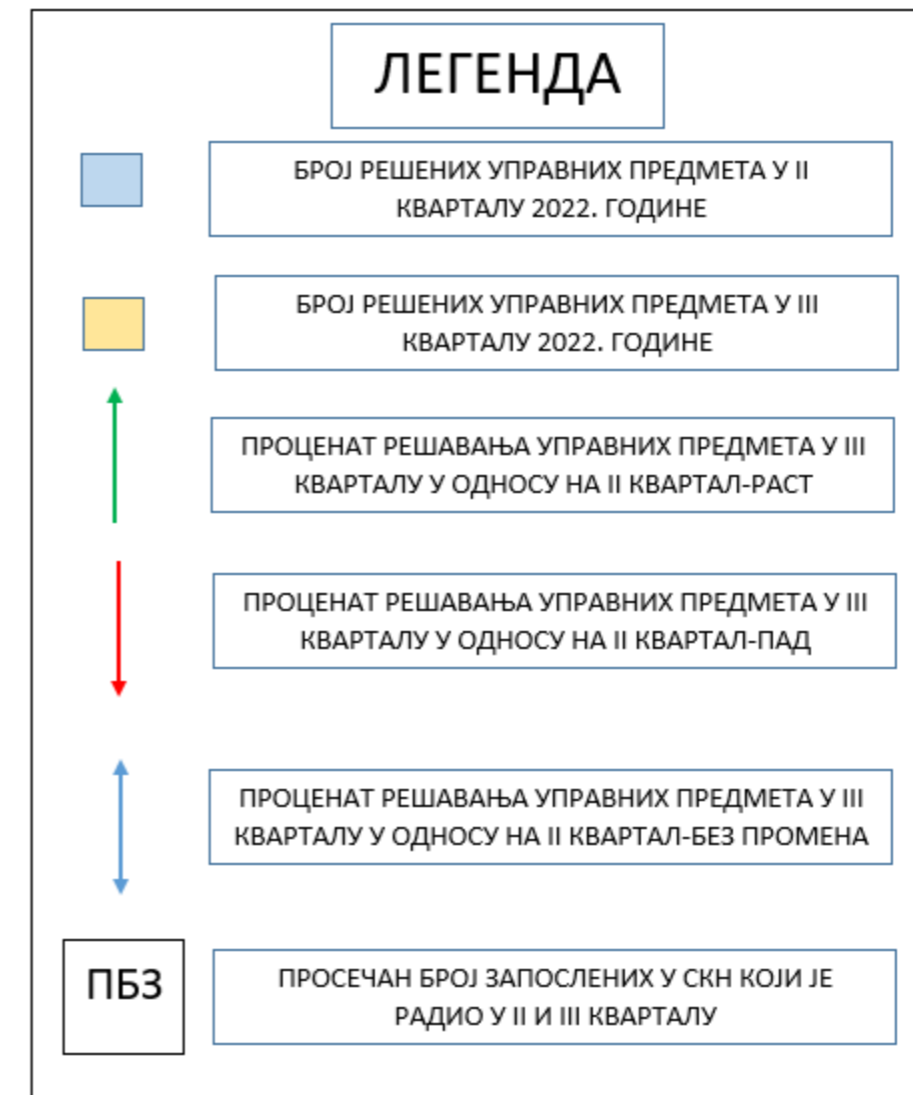 ЛЕГЕНДА
БРОЈ РЕШЕНИХ УПРАВНИХ ПРЕДМЕТА У II
КВАРТАЛУ 2022. ГОДИНЕ
БРОЈ РЕШЕНИХ УПРАВНИХ ПРЕДМЕТА У III
КВАРТАЛУ 2022. ГОДИНЕ
ПРОЦЕНАТ РЕШАВАЊА УПРАВНИХ ПРЕДМЕТА У III
КВАРТАЛУ У ОДНОСУ НА II КВАРТАЛ-РАСТ
ПРОЦЕНАТ РЕШАВАЊА УПРАВНИХ ПРЕДМЕТА У III
КВАРТАЛУ У ОДНОСУ НА II КВАРТАЛ-ПАД
ПРОЦЕНАТ РЕШАВАЊА УПРАВНИХ ПРЕДМЕТА У III
КВАРТАЛУ У ОДНОСУ НА II КВАРТАЛ-БЕЗ ПРОМЕНА
ПБЗ
ПРОСЕЧАН БРОЈ ЗАПОСЛЕНИХ У СКН КОЈИ ЈЕ
РАДИО У II И III КВАРТАЛУ